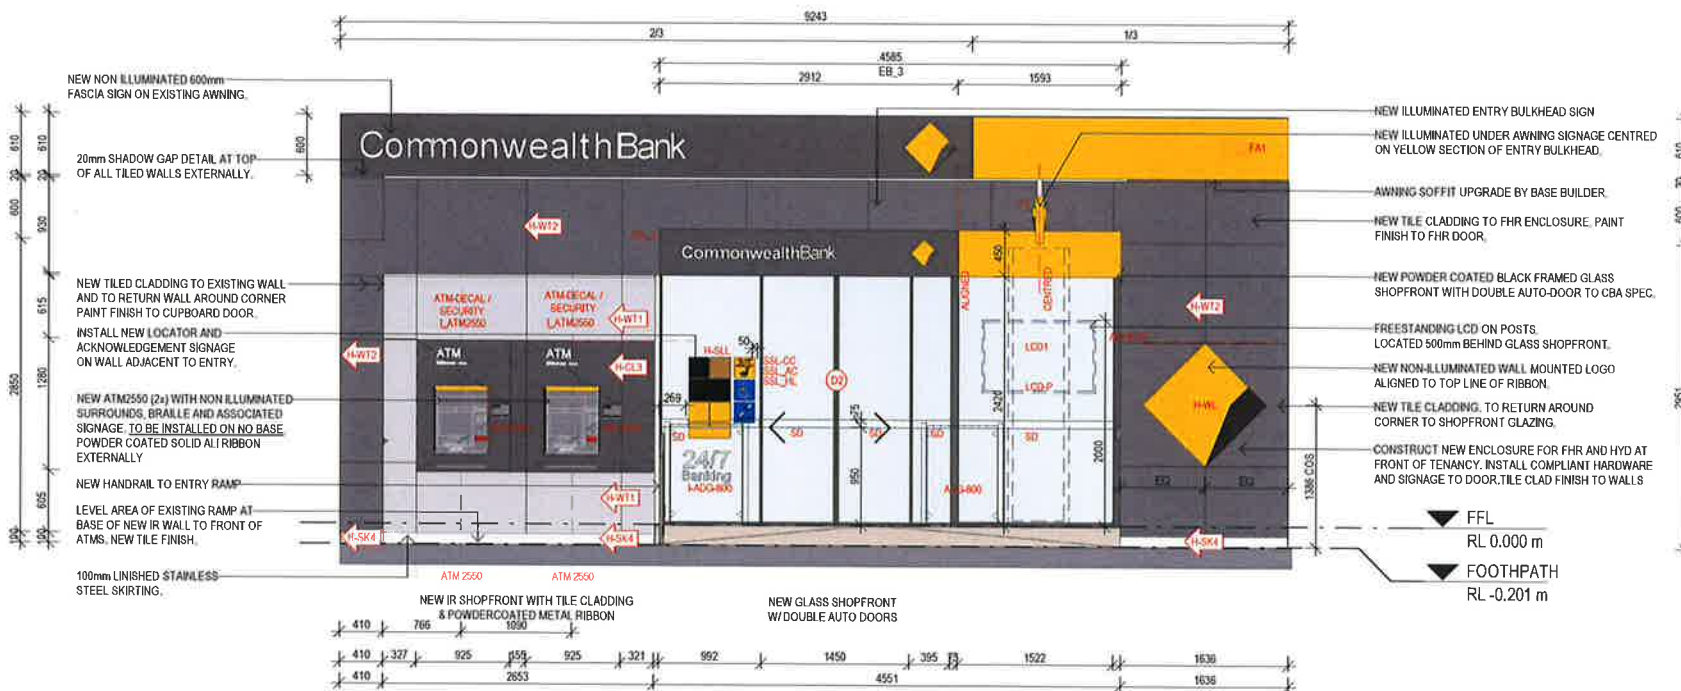 9243
2/3
1/3
4585
EB_3
2912
1593
NEW NON ILLUMINATED 600mm
FASCIA SIGN ON EXISTING AWNING.
20mm SHADOW GAP DETAIL AT TOP
OF ALL TILED WALLS EXTERNALLY.
NEW TILED CLADDING TO EXISTING WALL
AND TO RETURN WALL AROUND CORNER
PAINT FINISH TO CUPBOARD DOOR.
INSTALL NEW LOCATOR AND
ACKNOWLEDGEMENT SIGNAGE
ON WALL ADJACENT TO ENTRY.
NEW ATM2550 (2x) WITH NON ILLUMINATED
SURROUNDS, BRAILLE AND ASSOCIATED
SIGNAGE. TO BE INSTALLED ON NO BASE.
POWDER COATED SOLID ALI RIBBON
EXTERNALLY
NEW HANDRAIL TO ENTRY RAMP
LEVEL AREA OF EXISTING RAMP AT
BASE OF NEW IR WALL TO FRONT OF
ATMS. NEW TILE FINISH.
100mm LINISHED STAINLESS
STEEL SKIRTING.
610
20
600
2850
100
610
20
930
615
1280
605
100
600
CommonwealthBank
FA1
H-WT2
CommonwealthBank
450
ALIGNED
CENTRED
ATM-DECAL /
SECURITY
I_ATM2550
ATM-DECAL /
SECURITY
I_ATM2550
H-WT1
H-WT2
ATM
ATM
H-CL3
H-SLL
50
SSL-CC
SSL_AC
SSL_HL
269
D2
LCD1
LCD-P
2420
2000
SD
SD
SD
SD
SD
24/7
Banking
I-ADG-800
ADG-800
950
H-WT1
H-SK4
H-SK4
H-WT2
H-WL
EQ
EQ
1386 COS
H-SK4
NEW ILLUMINATED ENTRY BULKHEAD SIGN
NEW ILLUMINATED UNDER AWNING SIGNAGE CENTRED
ON YELLOW SECTION OF ENTRY BULKHEAD.
AWNING SOFFIT UPGRADE BY BASE BUILDER.
NEW TILE CLADDING TO FHR ENCLOSURE. PAINT
FINISH TO FHR DOOR.
NEW POWDER COATED BLACK FRAMED GLASS
SHOPFRONT WITH DOUBLE AUTO-DOOR TO CBA SPEC.
FREESTANDING LCD ON POSTS.
LOCATED 500mm BEHIND GLASS SHOPFRONT.
NEW NON-ILLUMINATED WALL MOUNTED LOGO
ALIGNED TO TOP LINE OF RIBBON.
NEW TILE CLADDING. TO RETURN AROUND
CORNER TO SHOPFRONT GLAZING.
CONSTRUCT NEW ENCLOSURE FOR FHR AND HYD AT
FRONT OF TENANCY. INSTALL COMPLIANT HARDWARE
AND SIGNAGE TO DOOR.TILE CLAD FINISH TO WALLS
FFL
RL 0.000 m
FOOTHPATH
RL -0.201 m
610
600
ATM 2550
ATM 2550
NEW IR SHOPFRONT WITH TILE CLADDING
& POWDERCOATED METAL RIBBON
NEW GLASS SHOPFRONT
W/ DOUBLE AUTO DOORS
410
766
1090
410
327
925
155
925
321
992
1450
395
1522
1636
410
2653
4551
1636